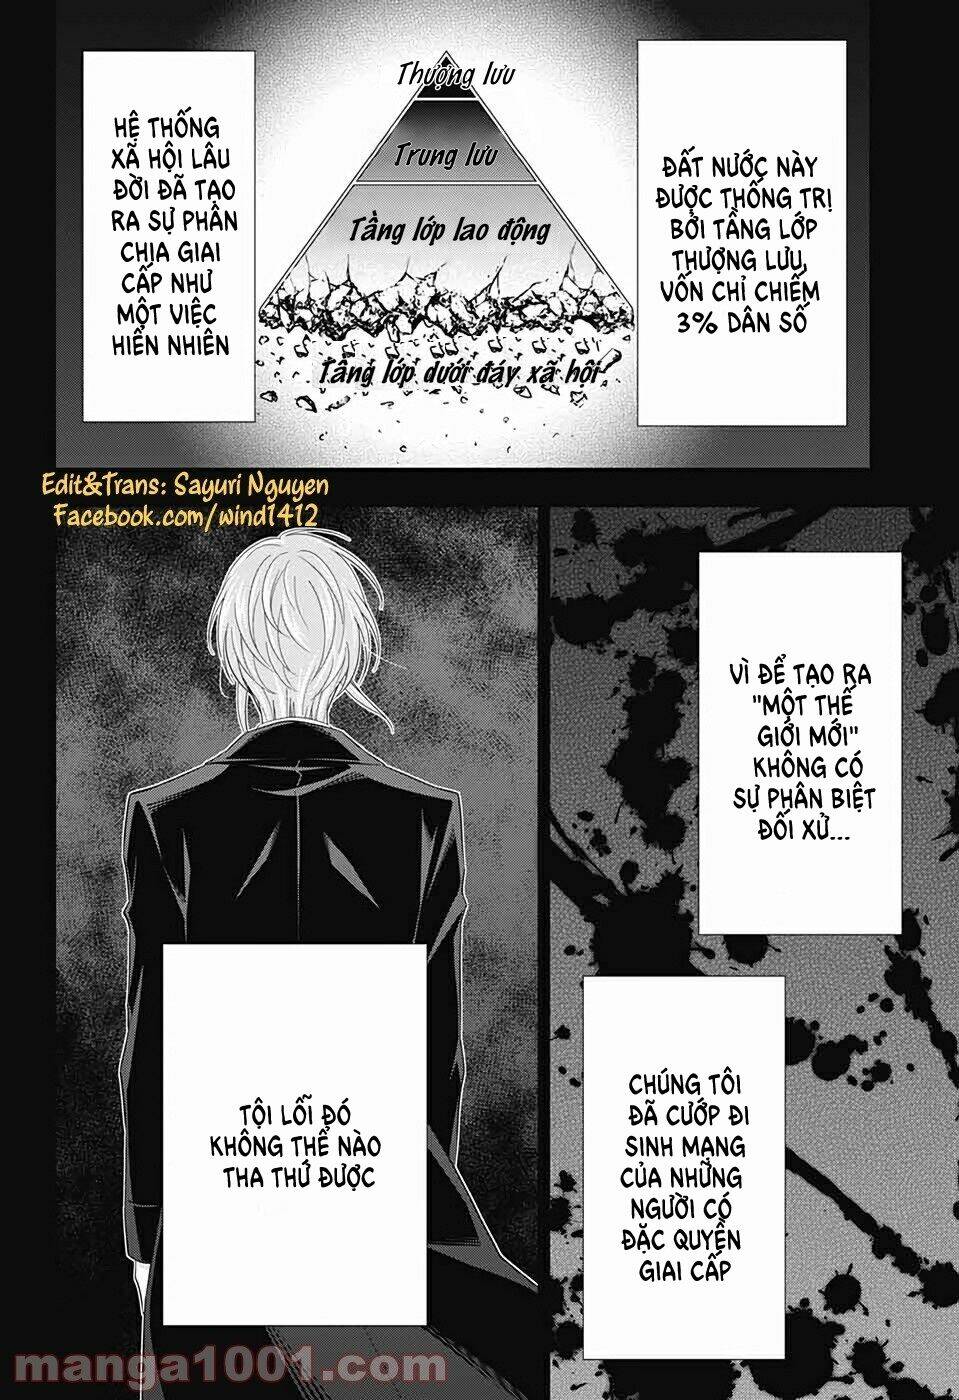 ĐẤT NƯỚC NÀY
ĐƯỢC THỐNG TRỊ
BỞI TẦNG LỚP
THƯỢNG LƯU,
VỐN CHỈ CHIẾM
3% DÂN SỐ
Thượng lưu
Trung lưu
Tầng lớp lao động
Tầng lớp dưới đáy xã hội
HỆ THỐNG
XÃ HỘI LÂU
ĐỜI ĐÃ TẠO
RA SỰ PHÂN
CHIA GIAI
CẤP NHƯ
MỘT VIỆC
HIỂN NHIÊN
Edit&Trans: Sayuri Nguyen
Facebook.com/wind1412
VÌ ĐỂ TẠO RA
"MỘT THẾ
GIỚI MỚI"
KHÔNG CÓ
SỰ PHÂN BIỆT
ĐỐI XỬ...
CHÚNG TÔI
ĐÃ CƯỚP ĐI
SINH MẠNG
CỦA NHỮNG
NGƯỜI CÓ
ĐẶC QUYỀN
GIAI CẤP
TỘI LỖI ĐÓ
KHÔNG THỂ NÀO
THA THỨ ĐƯỢC
manga1001.com